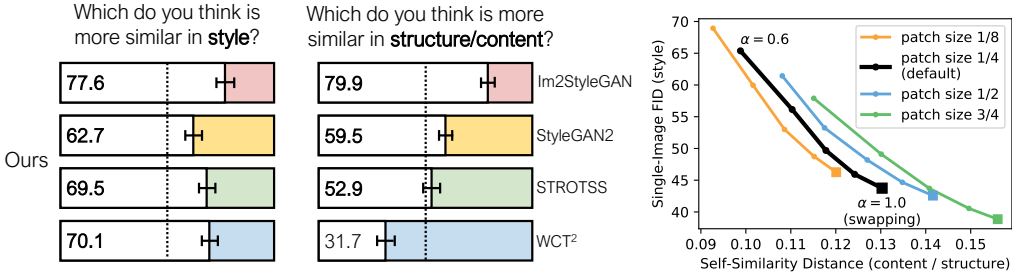 Which do you think is
more similar in style?
Which do you think is more
similar in structure/content?
Ours
77.6
79.9
Im2StyleGAN
62.7
59.5
StyleGAN2
69.5
52.9
STROTSS
70.1
31.7
WCT²
Single-Image FID (style)
70
65
60
55
50
45
40
α = 0.6
α = 1.0
(swapping)
patch size 1/8
patch size 1/4
(default)
patch size 1/2
patch size 3/4
0.09 0.10 0.11 0.12 0.13 0.14 0.15
Self-Similarity Distance (content / structure)